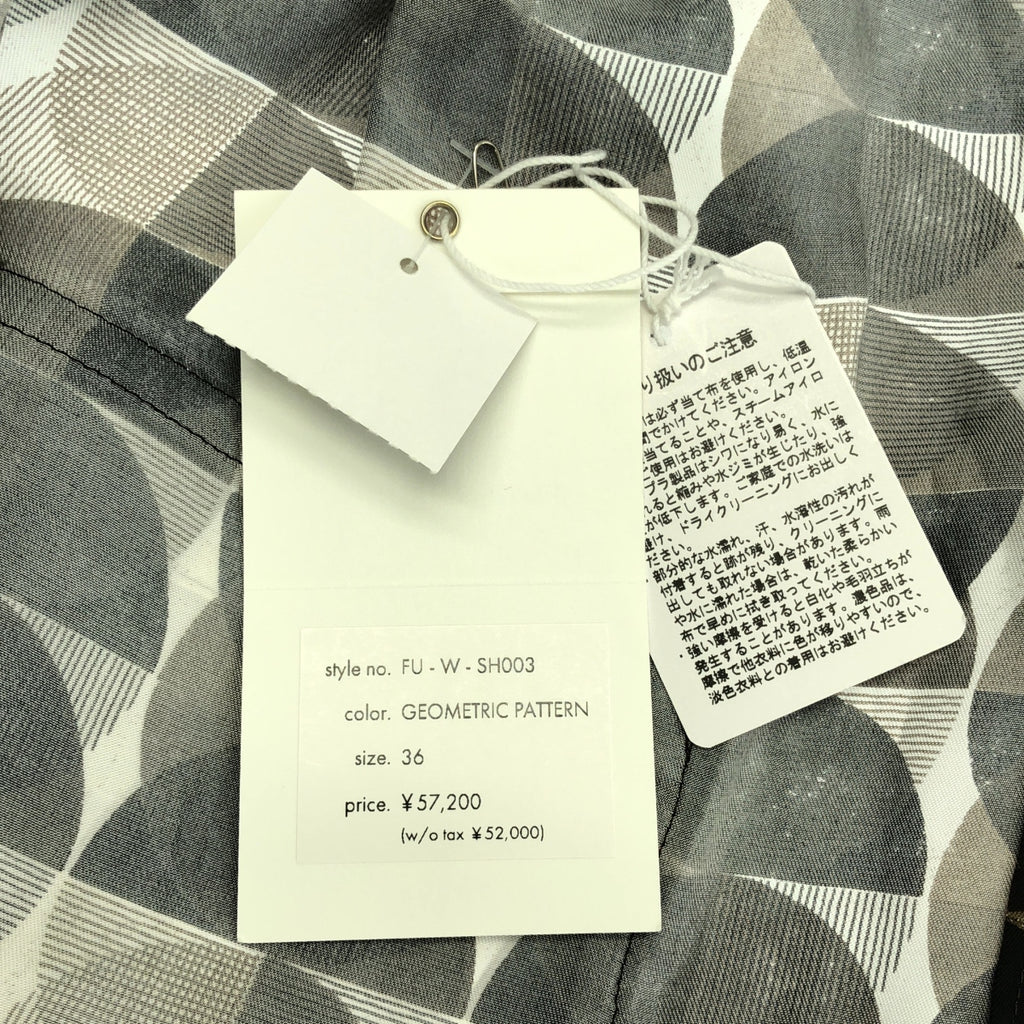 style no. FU - W - SH003
color. GEOMETRIC PATTERN
size. 36
price. ¥57,200
(w/o tax ¥52,000)
り扱いのご注意
は必ず当て布を使用し、低温
でかけてください。アイロン
当てることや、スチームアイロ
ご使用はお避けください。
プラ製品はシワになり易く、水に
れると縮みや水ジミが生じたり、強
が低下します。ご家庭での水洗いは
避け、ドライクリーニングにお出しく
ださい。
部分的な水濡れ、汗、水溶性の汚れが
付着すると跡が残り、クリーニングに
出しても取れない場合があります。雨
や水に濡れた場合は、乾いた柔らかい
布で早めに拭き取ってください。
・強い摩擦を受けると白化や毛羽立ちが
発生することがあります。濃色品は、
摩擦で他衣料に色が移りやすいので、
淡色衣料との着用はお避けください。